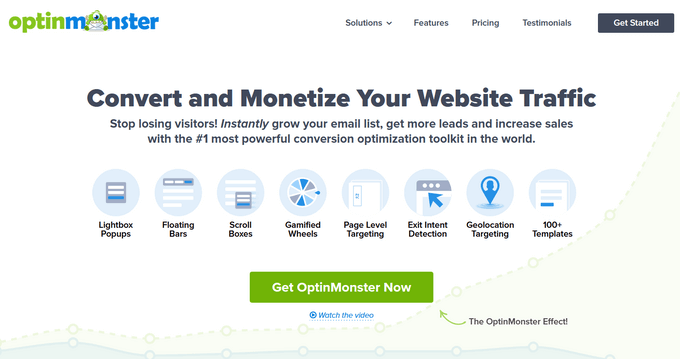 optinmonster
Solutions
Features
Pricing
Testimonials
Get Started
Convert and Monetize Your Website Traffic
Stop losing visitors! Instantly grow your email list, get more leads and increase sales
with the #1 most powerful conversion optimization toolkit in the world.
Lightbox
Popups
Floating
Bars
Scroll
Boxes
Gamified
Wheels
Page Level
Targeting
Exit Intent
Detection
Geolocation
Targeting
100+
Templates
Get OptinMonster Now
Watch the video
The OptinMonster Effect!